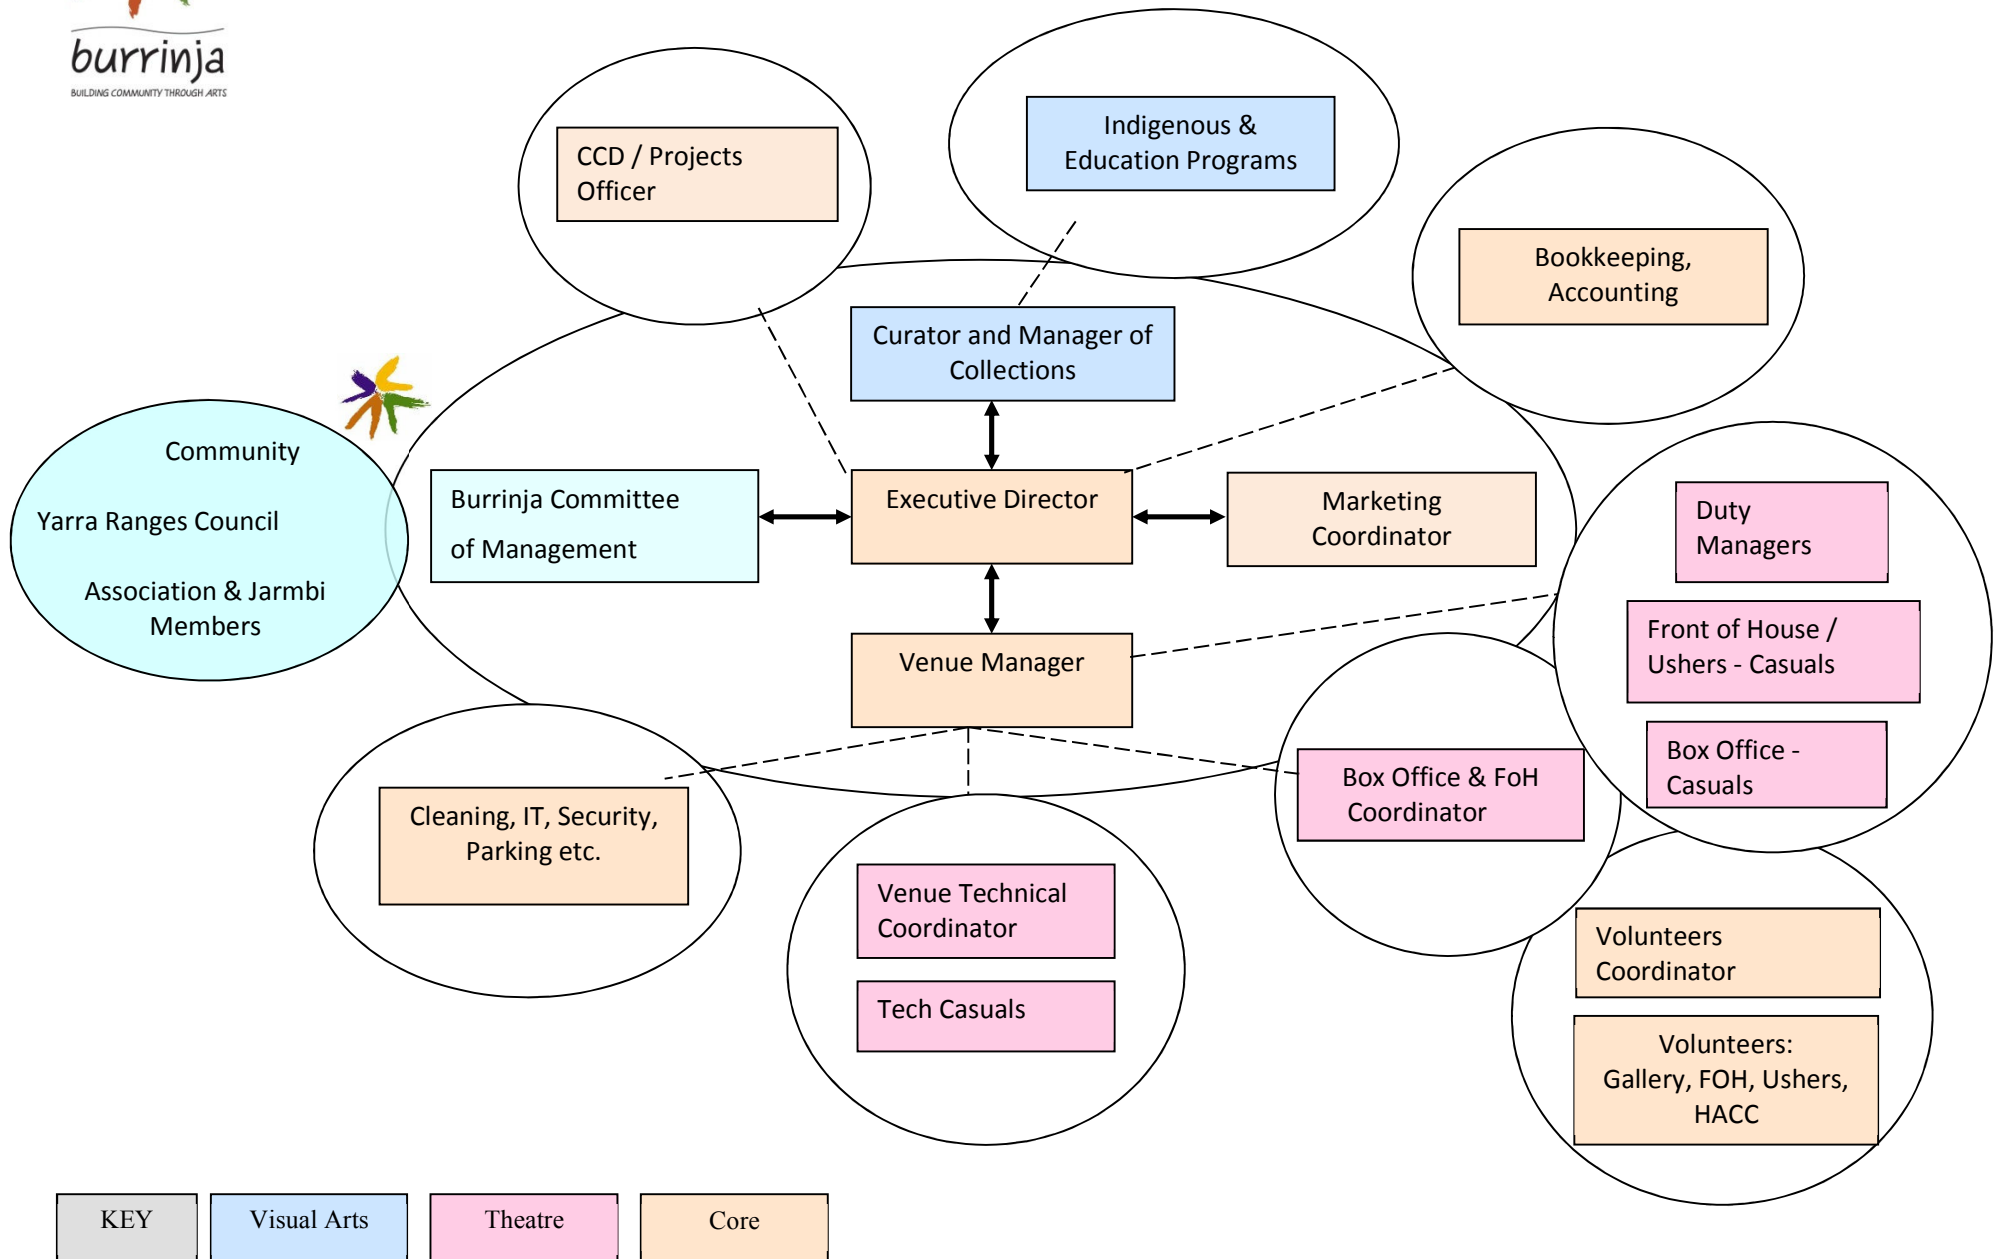 burrinja
BUILDING COMMUNITY THROUGH ARTS
CCD / Projects
Officer
Indigenous &
Education Programs
Bookkeeping,
Accounting
Curator and Manager of
Collections
Community
Yarra Ranges Council
Association & Jarmbi
Members
Burrinja Committee
of Management
Executive Director
Marketing
Coordinator
Duty
Managers
Front of House /
Ushers - Casuals
Box Office -
Casuals
Venue Manager
Box Office & FoH
Coordinator
Cleaning, IT, Security,
Parking etc.
Venue Technical
Coordinator
Tech Casuals
Volunteers
Coordinator
Volunteers:
Gallery, FOH, Ushers,
HACC
KEY
Visual Arts
Theatre
Core